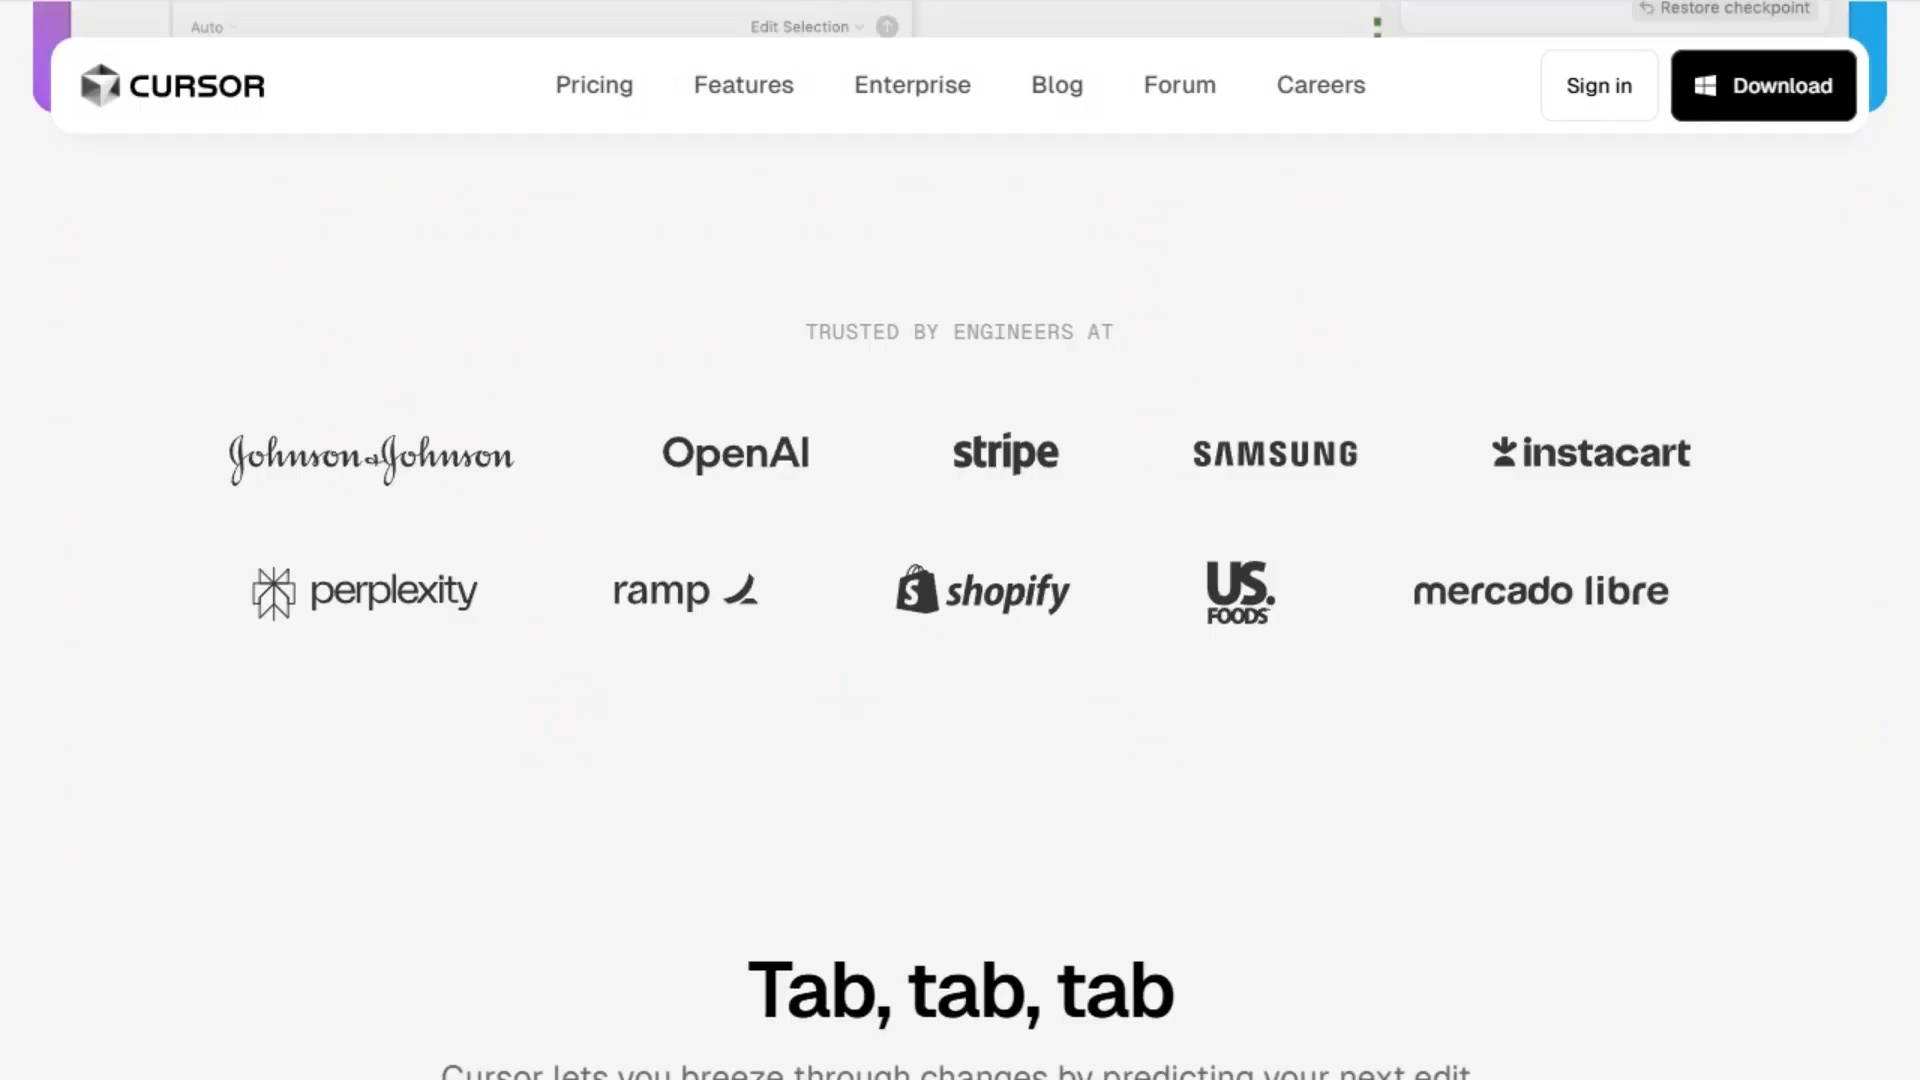 Auto
Edit Selection
Restore checkpoint
CURSOR
Pricing
Features
Enterprise
Blog
Forum
Careers
Sign in
Download
TRUSTED BY ENGINEERS AT
Johnson&Johnson
OpenAI
stripe
SAMSUNG
instacart
perplexity
ramp
shopify
US.
FOODS
mercado libre
Tab, tab, tab
Cursor lets you breeze through changes by predicting your next edit